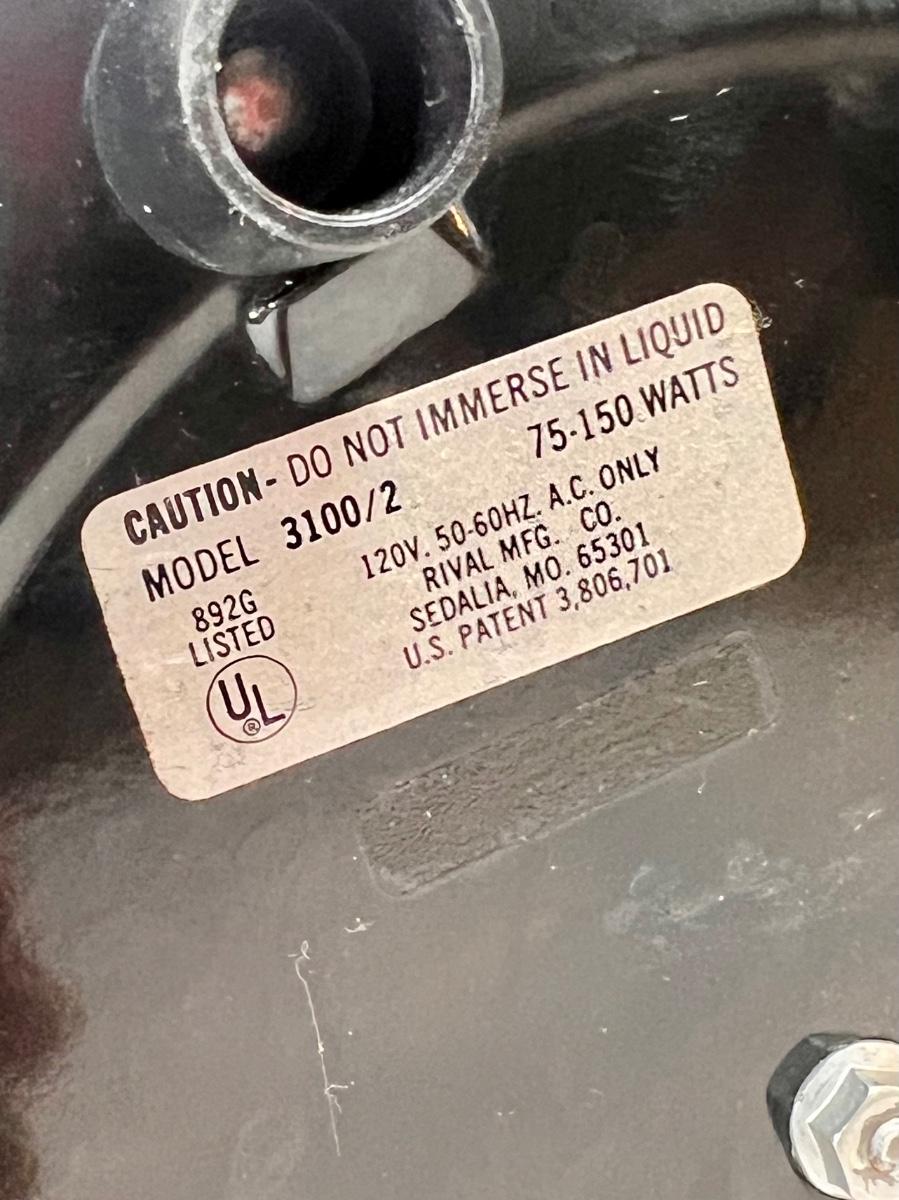 CAUTION- DO NOT IMMERSE IN LIQUID
MODEL 3100/2 75-150 WATTS
120V. 50-60HZ. A.C. ONLY
RIVAL MFG. CO.
SEDALIA, MO. 65301
U.S. PATENT 3,806,701
892G
LISTED
UL
®